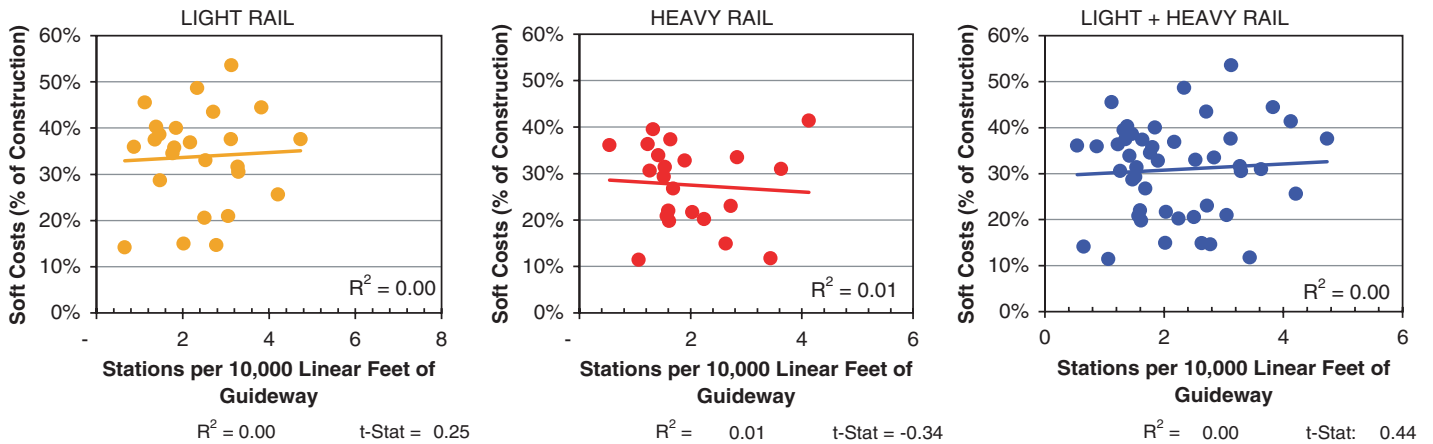 LIGHT RAIL
Soft Costs (% of Construction)
60%
50%
40%
30%
20%
10%
0%
R² = 0.00
- 2 4 6 8
Stations per 10,000 Linear Feet of
Guideway
R² = 0.00 t-Stat = 0.25
HEAVY RAIL
Soft Costs (% of Construction)
60%
50%
40%
30%
20%
10%
0%
R² = 0.01
- 2 4 6
Stations per 10,000 Linear Feet of
Guideway
R² = 0.01 t-Stat = -0.34
LIGHT + HEAVY RAIL
Soft Costs (% of Construction)
60%
50%
40%
30%
20%
10%
0%
R² = 0.00
0 2 4 6
Stations per 10,000 Linear Feet of
Guideway
R² = 0.00 t-Stat: 0.44